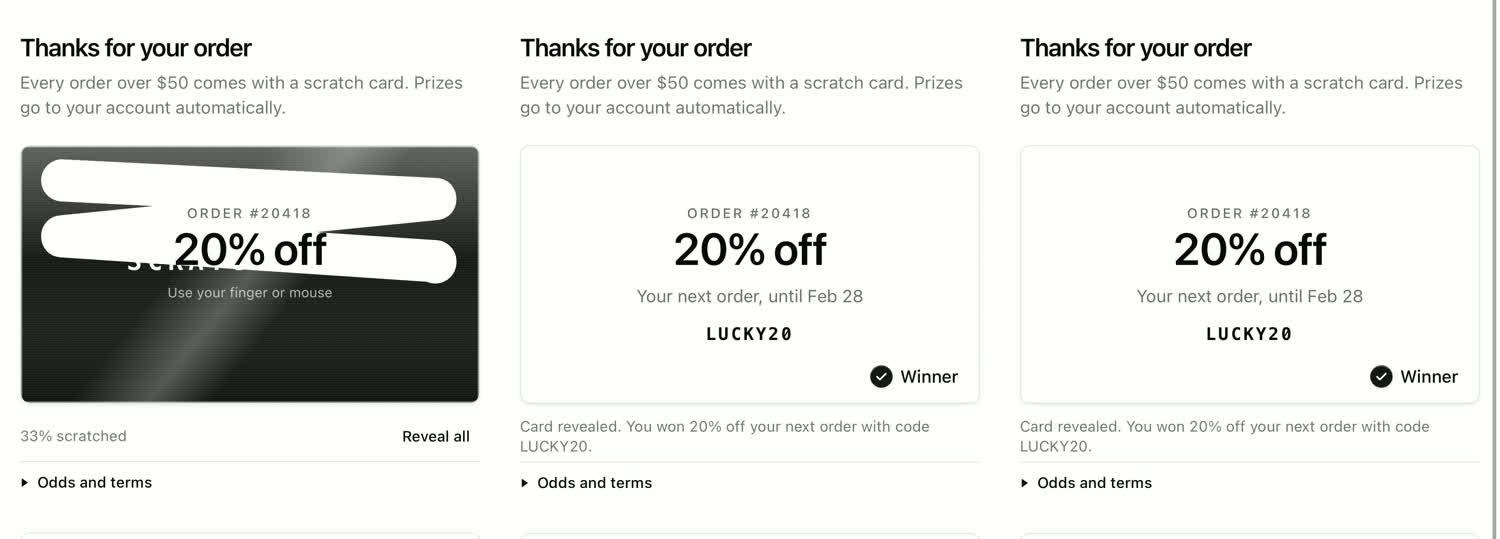 Thanks for your order
Every order over $50 comes with a scratch card. Prizes
go to your account automatically.
ORDER #20418
20% off
Use your finger or mouse
33% scratched
Reveal all
Odds and terms
Thanks for your order
Every order over $50 comes with a scratch card. Prizes
go to your account automatically.
ORDER #20418
20% off
Your next order, until Feb 28
LUCKY20
Winner
Card revealed. You won 20% off your next order with code
LUCKY20.
Odds and terms
Thanks for your order
Every order over $50 comes with a scratch card. Prizes
go to your account automatically.
ORDER #20418
20% off
Your next order, until Feb 28
LUCKY20
Winner
Card revealed. You won 20% off your next order with code
LUCKY20.
Odds and terms